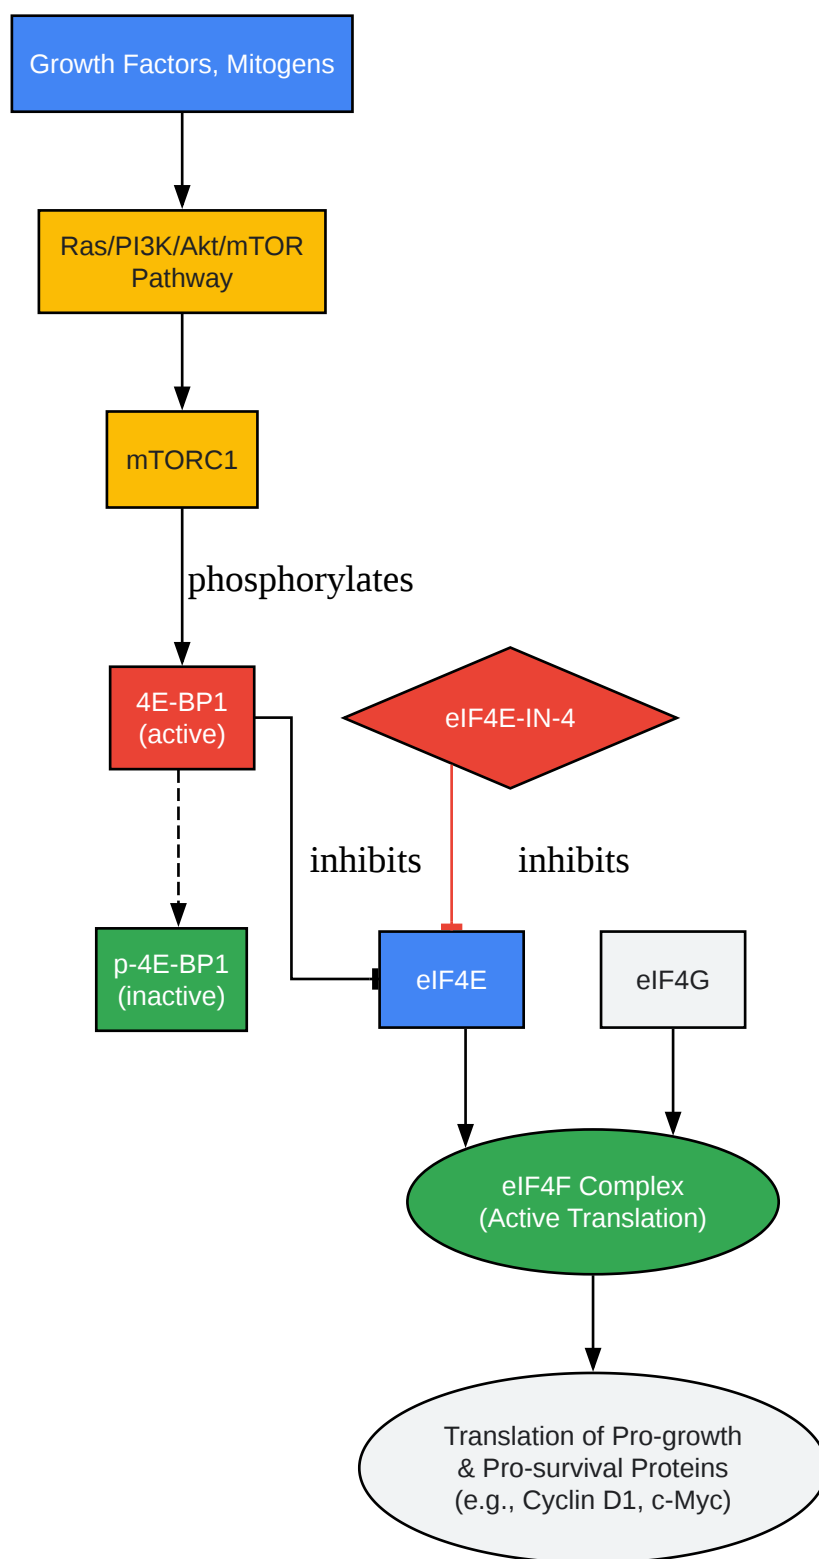 Growth Factors, Mitogens
Ras/PI3K/Akt/mTOR
Pathway
mTORC1
phosphorylates
4E-BP1
(active)
eIF4E-IN-4
inhibits
inhibits
p-4E-BP1
(inactive)
eIF4E
eIF4G
eIF4F Complex
(Active Translation)
Translation of Pro-growth
& Pro-survival Proteins
(e.g., Cyclin D1, c-Myc)